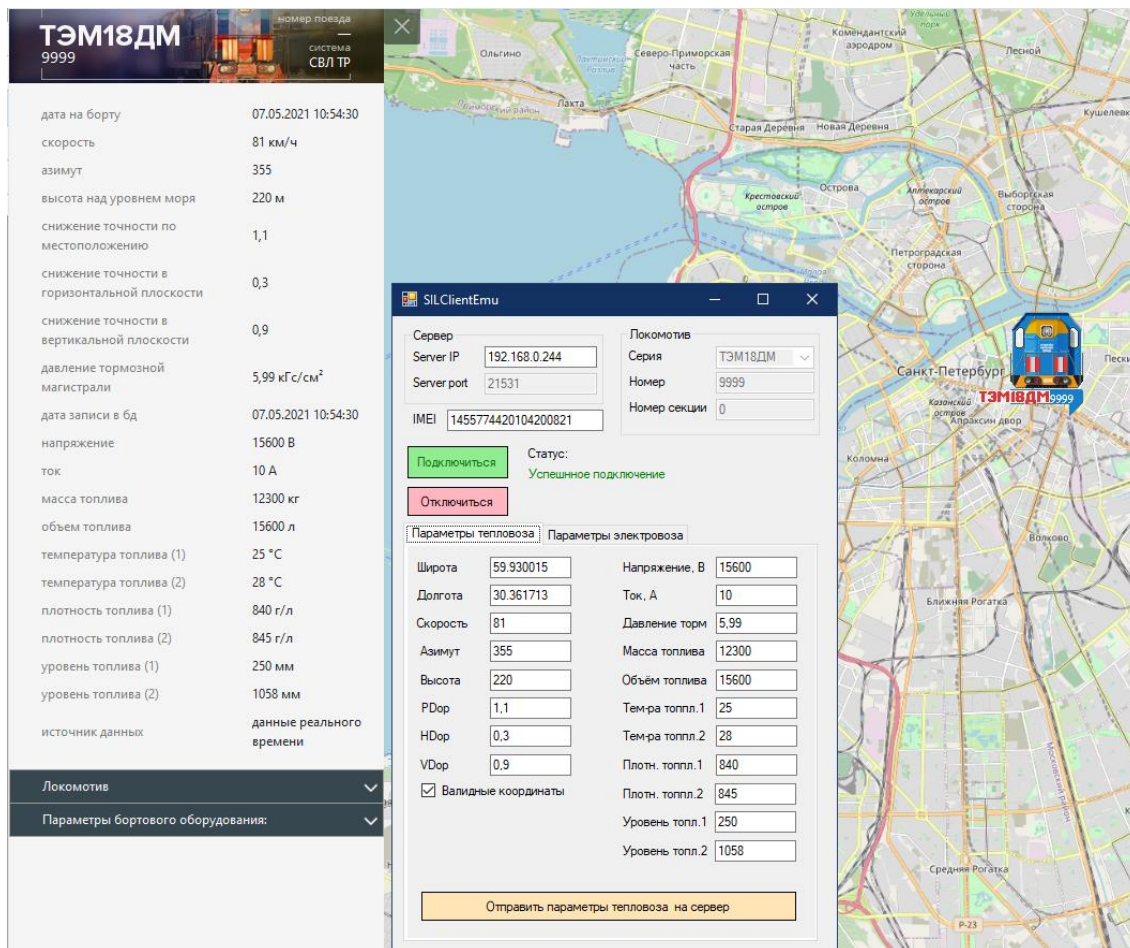 ТЭМ18ДМ
9999
номер поезда
—
система
СВЛ ТР
дата на борту 07.05.2021 10:54:30
скорость 81 км/ч
азимут 355
высота над уровнем моря 220 м
снижение точности по
местоположению 1,1
снижение точности в
горизонтальной плоскости 0,3
снижение точности в
вертикальной плоскости 0,9
давление тормозной
магистрали 5,99 кГс/см²
дата записи в бд 07.05.2021 10:54:30
напряжение 15600 В
ток 10 А
масса топлива 12300 кг
объем топлива 15600 л
температура топлива (1) 25 °C
температура топлива (2) 28 °C
плотность топлива (1) 840 г/л
плотность топлива (2) 845 г/л
уровень топлива (1) 250 мм
уровень топлива (2) 1058 мм
источник данных данные реального
времени
Локомотив
Параметры бортового оборудования:
SILClientEmu
Сервер
Server IP 192.168.0.244
Server port 21531
IMEI 1455774420104200821
Локомотив
Серия ТЭМ18ДМ
Номер 9999
Номер секции 0
Подключиться
Статус:
Успешнное подключение
Отключиться
Параметры тепловоза Параметры электровоза
Широта 59.930015
Долгота 30.361713
Скорость 81
Азимут 355
Высота 220
PDop 1,1
HDop 0,3
VDop 0,9
Валидные координаты
Напряжение, В 15600
Ток, А 10
Давление торм 5,99
Масса топлива 12300
Объём топлива 15600
Тем-ра топпл.1 25
Тем-ра топпл.2 28
Плотн. топпл.1 840
Плотн. топпл.2 845
Уровень топл.1 250
Уровень топл.2 1058
Отправить параметры тепловоза на сервер
Ольгино
Лахтинский
Разлив
Северо-Приморская
часть
Комендантский
аэродром
Лесной
Приморский район
Лахта
Старая Деревня
Новая Деревня
Кушелевк
Крестовский
остров
Острова
Аптекарский
остров
Выборгская
сторона
Петроградская
сторона
Малая
Санкт-Петербург
Пески
ТЭМ18ДМ 9999
Казанский
остров
Апраксин двор
Коломна
Волково
Ближняя Рогатка
Московский район
Средняя Рогатка
Р-23